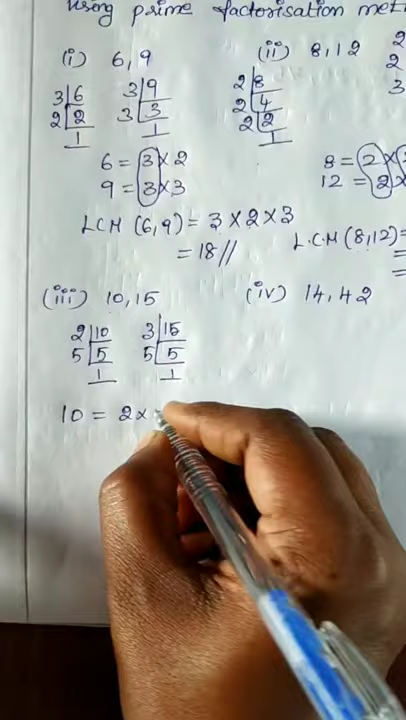 Using prime factorisation met
(i) 6,9
3|6
2|2
1
3|9
3|3
1
6 = 3×2
9 = 3×3
LCM (6,9) = 3×2×3
= 18//
(ii) 8,12
2|8
2|4
2|2
1
2
2
3
8 = 2×
12 = 2×
L.C.M (8,12) =
=
=
(iii) 10,15
2|10
5|5
1
3|15
5|5
1
10 = 2×
(iv) 14,42